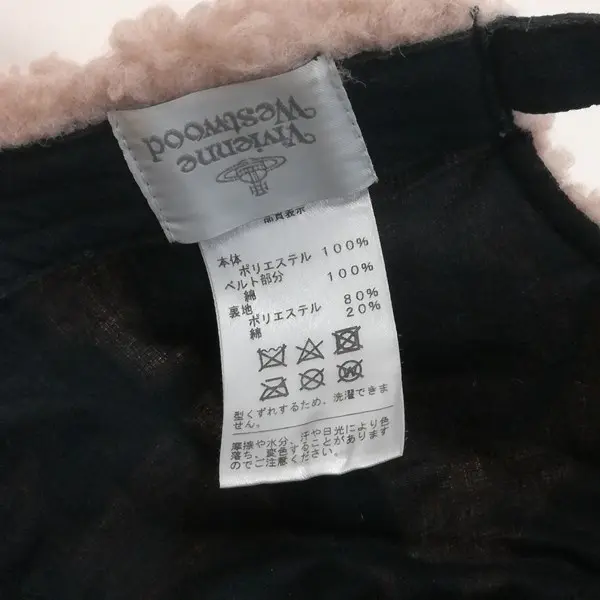 Vivienne
Westwood
品質表示
本体
ポリエステル 100%
ベルト部分
綿 100%
裏地
ポリエステル 80%
綿 20%
型くずれするため、洗濯できま
せん。
摩擦や水分、汗や日光により色
落ち、変色することがあります
のでご注意ください。